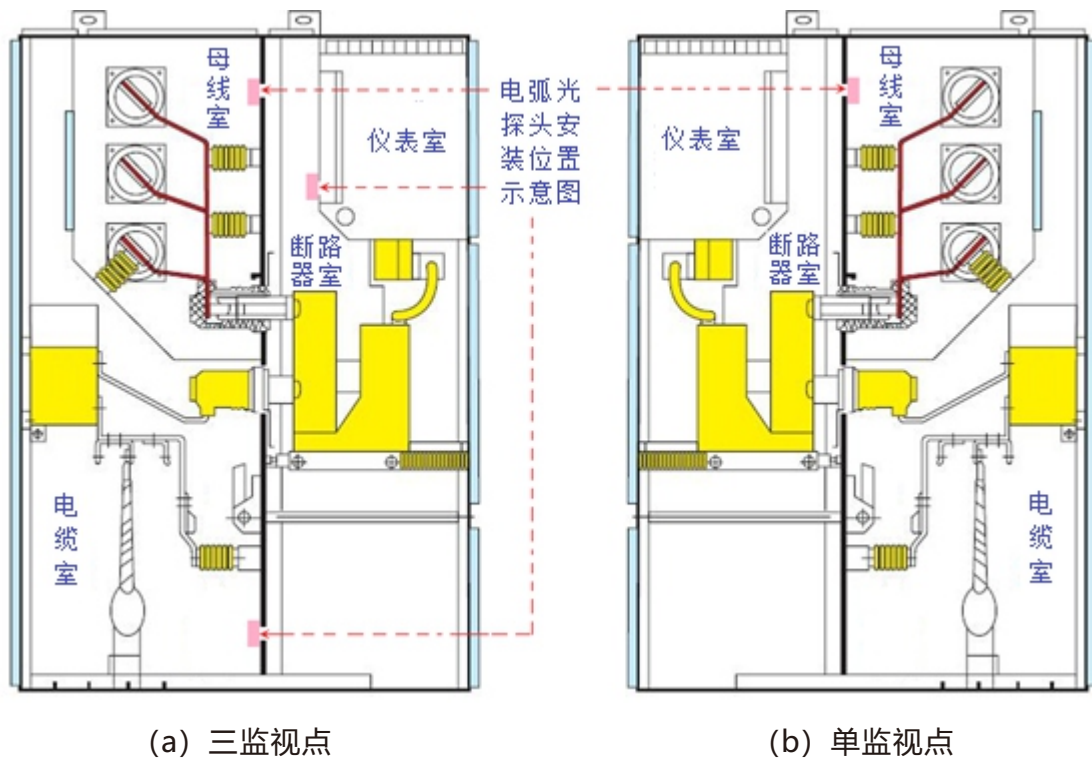 母线室
仪表室
断路
器室
电缆室
电弧光
探头安
装位置
示意图
仪表室
母线室
断路
器室
电缆室
(a) 三监视点
(b) 单监视点